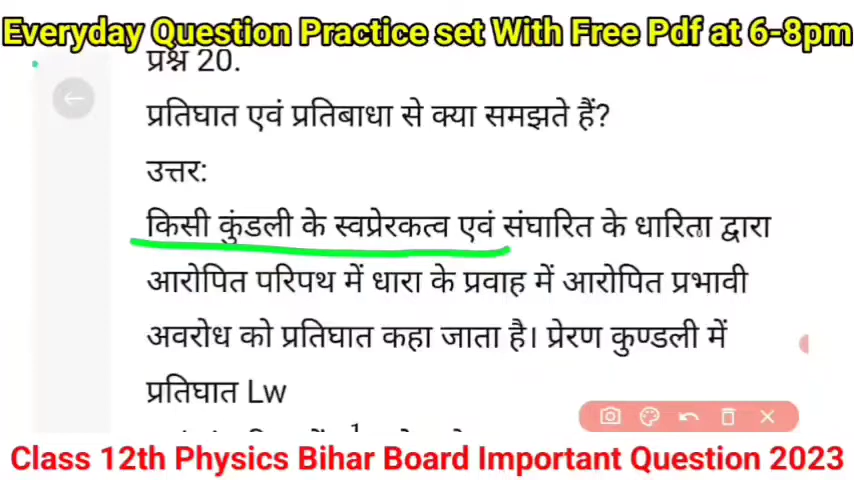 Everyday Question Practice set With Free Pdf at 6-8pm
प्रश्न 20.
प्रतिघात एवं प्रतिबाधा से क्या समझते हैं?
उत्तर:
किसी कुंडली के स्वप्रेरकत्व एवं संघारित के धारिता द्वारा
आरोपित परिपथ में धारा के प्रवाह में आरोपित प्रभावी
अवरोध को प्रतिघात कहा जाता है। प्रेरण कुण्डली में
प्रतिघात Lw
Class 12th Physics Bihar Board Important Question 2023